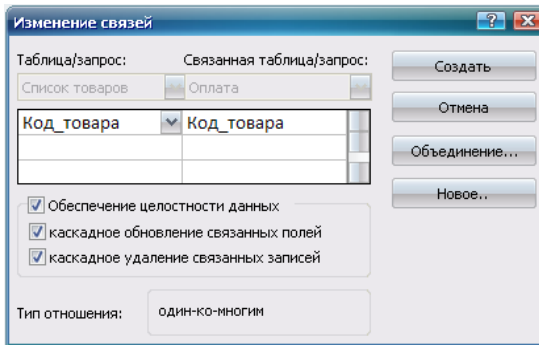 Изменение связей
Таблица/запрос: Связанная таблица/запрос:
Список товаров Оплата
Код_товара Код_товара
Обеспечение целостности данных
каскадное обновление связанных полей
каскадное удаление связанных записей
Тип отношения: один-ко-многим
Создать
Отмена
Объединение...
Новое..